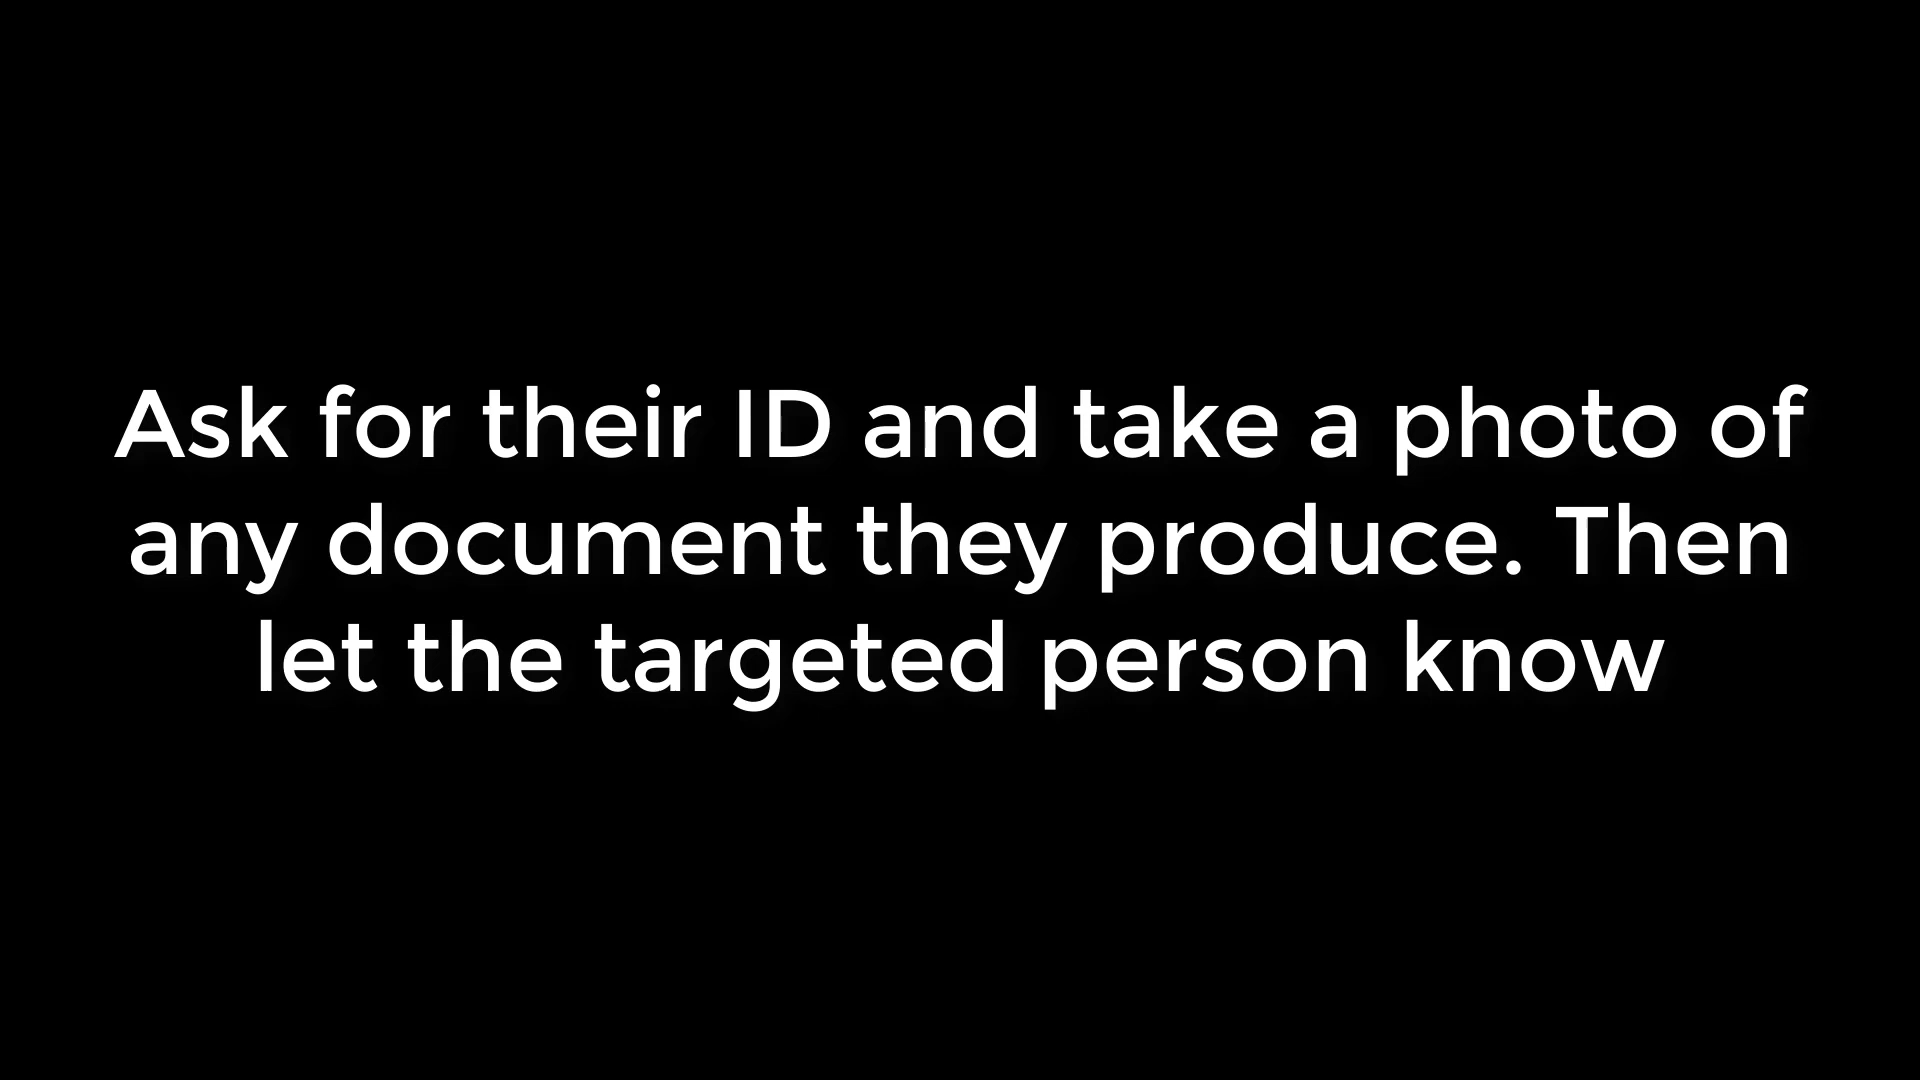 Ask for their ID and take a photo of
any document they produce. Then
let the targeted person know